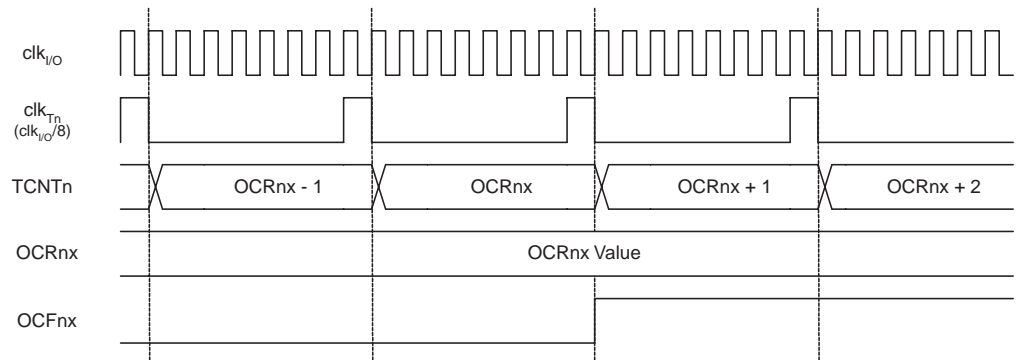 clkI/O
clkTn
(clkI/O/8)
TCNTn
OCRnx - 1
OCRnx
OCRnx + 1
OCRnx + 2
OCRnx
OCRnx Value
OCFnx